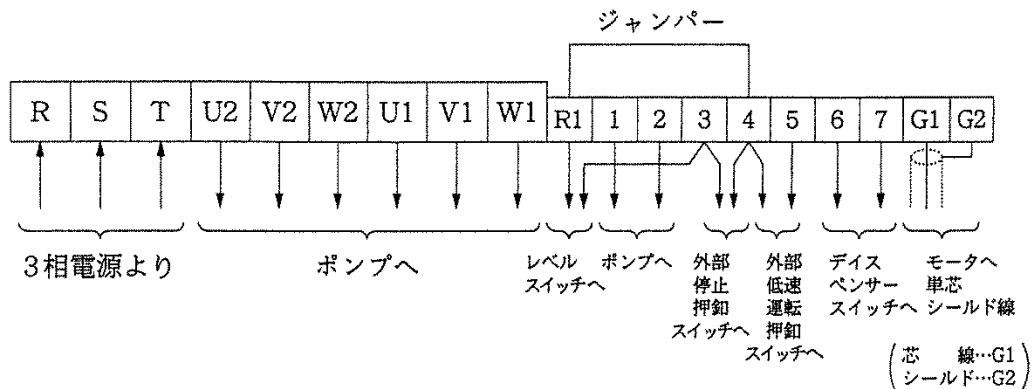 ジャンパー
R S T U2 V2 W2 U1 V1 W1 R1 1 2 3 4 5 6 7 G1 G2
3相電源より
ポンプへ
レベル
スイッチへ
ポンプへ
外部
停止
押釦
スイッチへ
外部
低速
運転
押釦
スイッチへ
デイス
ペンサー
スイッチへ
モータへ
単芯
シールド線
芯 線…G1
シールド…G2